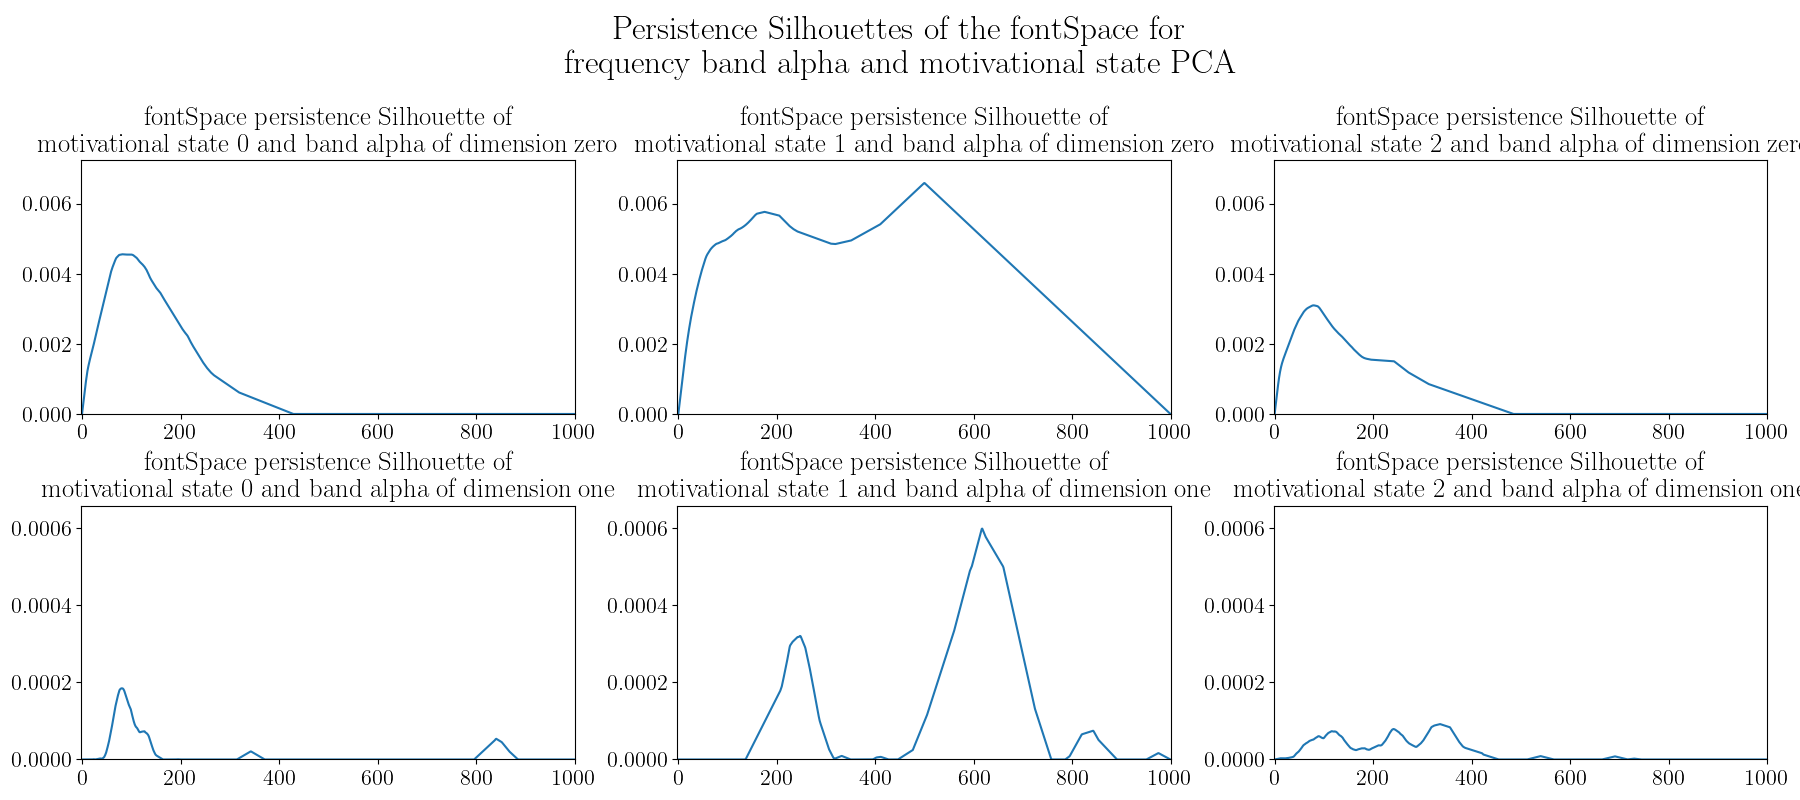 Persistence Silhouettes of the fontSpace for
frequency band alpha and motivational state PCA
fontSpace persistence Silhouette of
motivational state 0 and band alpha of dimension zero
0.006
0.004
0.002
0.000
0 200 400 600 800 1000
fontSpace persistence Silhouette of
motivational state 1 and band alpha of dimension zero
0.006
0.004
0.002
0.000
0 200 400 600 800 1000
fontSpace persistence Silhouette of
motivational state 2 and band alpha of dimension zero
0.006
0.004
0.002
0.000
0 200 400 600 800 1000
fontSpace persistence Silhouette of
motivational state 0 and band alpha of dimension one
0.0006
0.0004
0.0002
0.0000
0 200 400 600 800 1000
fontSpace persistence Silhouette of
motivational state 1 and band alpha of dimension one
0.0006
0.0004
0.0002
0.0000
0 200 400 600 800 1000
fontSpace persistence Silhouette of
motivational state 2 and band alpha of dimension one
0.0006
0.0004
0.0002
0.0000
0 200 400 600 800 1000